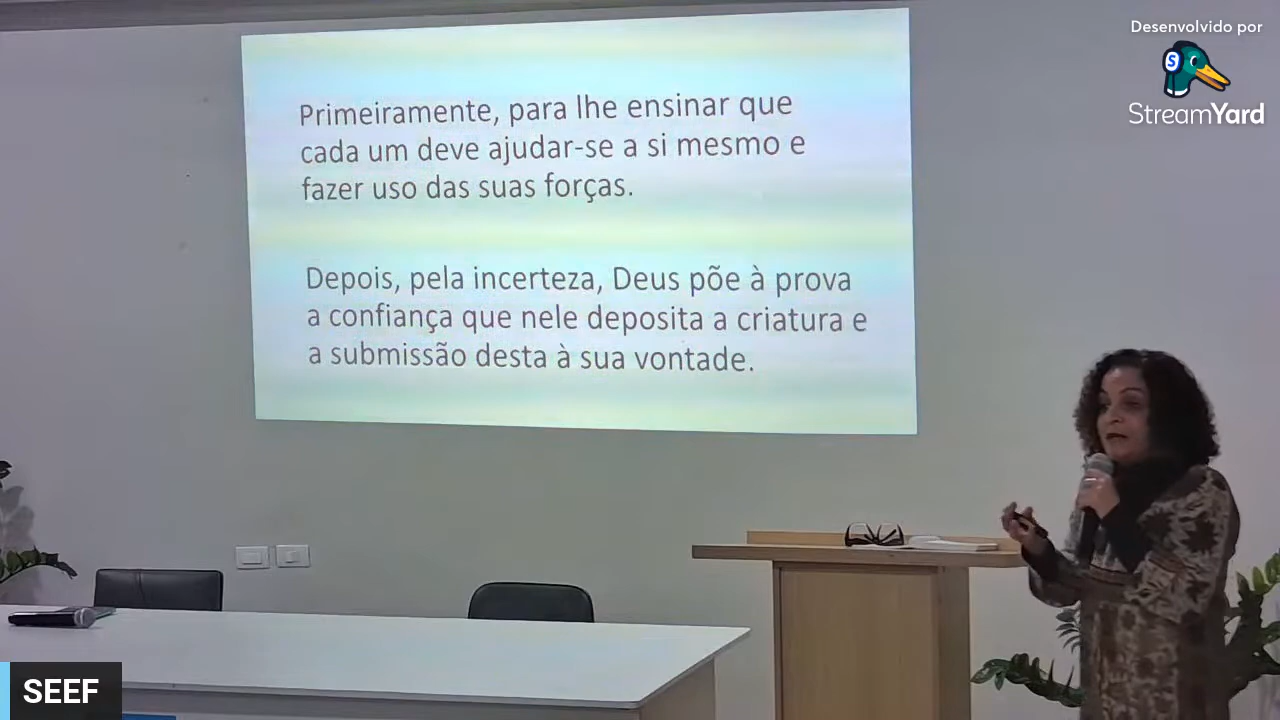 Desenvolvido por
S
StreamYard
Primeiramente, para lhe ensinar que
cada um deve ajudar-se a si mesmo e
fazer uso das suas forças.
Depois, pela incerteza, Deus põe à prova
a confiança que nele deposita a criatura e
a submissão desta à sua vontade.
SEEF